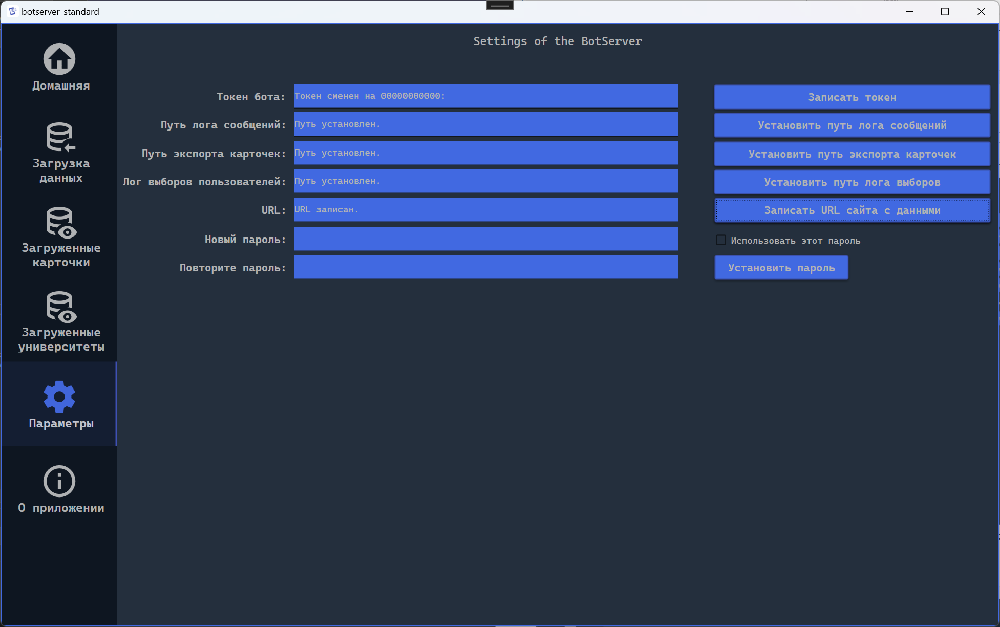 botserver_standard
Settings of the BotServer
Домашняя
Загрузка
данных
Загруженные
карточки
Загруженные
университеты
Параметры
О приложении
Токен бота: Токен сменен на 00000000000: Записать токен
Путь лога сообщений: Путь установлен. Установить путь лога сообщений
Путь экспорта карточек: Путь установлен. Установить путь экспорта карточек
Лог выборов пользователей: Путь установлен. Установить путь лога выборов
URL: URL записан. Записать URL сайта с данными
Новый пароль: Использовать этот пароль
Повторите пароль: Установить пароль